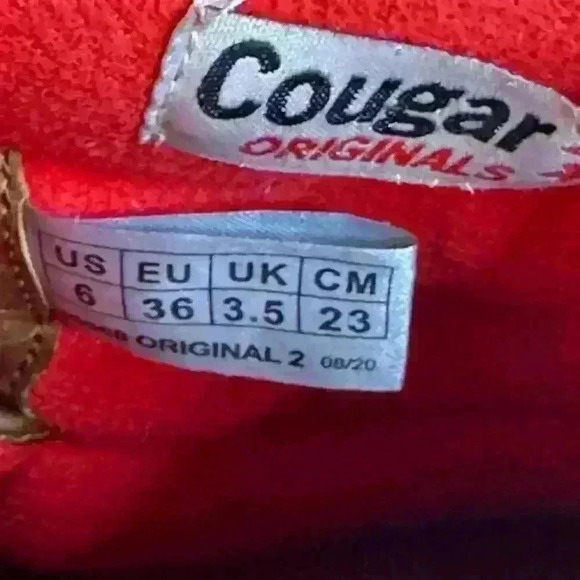 Cougar
ORIGINALS
US EU UK CM
6 36 3.5 23
ORIGINAL 2 08/20